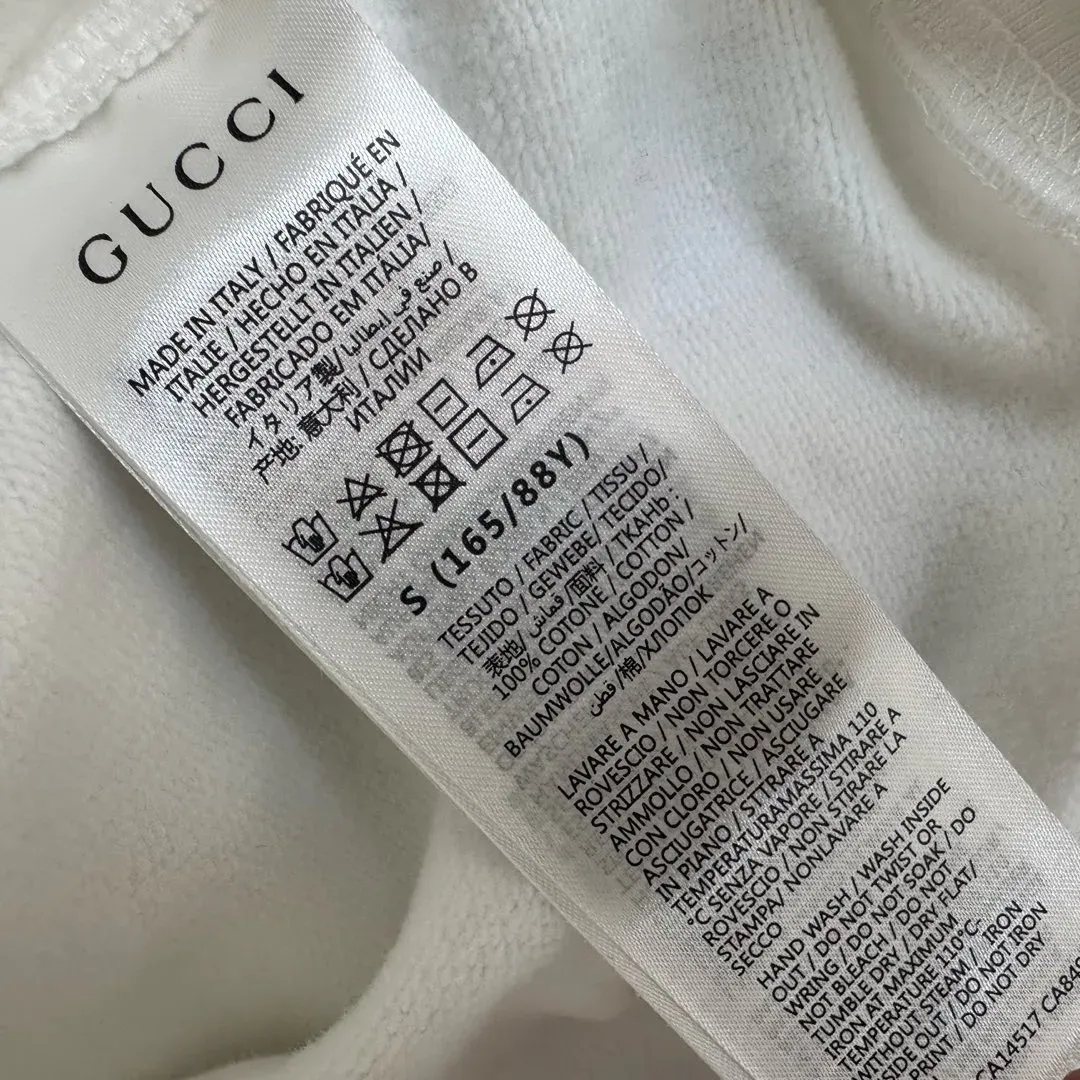 GUCCI
MADE IN ITALY / FABRIQUÉ EN
ITALIE / HECHO EN ITALIA /
HERGESTELLT IN ITALIEN /
FABRICADO EM ITALIA/
イタリア製/صنع في ايطاليا /
产地: 意大利 / СДЕЛАНО В
ИТАЛИИ
S (165/88Y)
TESSUTO / FABRIC / TISSU /
TEJIDO / GEWEBE/ TECIDO/
表地/ قماش /面料/ ТКАНЬ :
100% COTONE / COTTON /
COTON / ALGODON/
BAUMWOLLE/ALGODÃO/コットン/
قطن/棉/ХЛОПОК
LAVARE A MANO / LAVARE A
ROVESCIO / NON TORCERE O
STRIZZARE / NON LASCIARE IN
AMMOLLO / NON TRATTARE
CON CLORO / NON USARE
ASCIUGATRICE / ASCIUGARE
IN PIANO / STIRARE A
TEMPERATURAMASSIMA 110
°C SENZA VAPORE / STIRARE A
ROVESCIO / NON STIRARE LA
STAMPA/ NONLAVARE A
SECCO
HAND WASH / WASH INSIDE
OUT / DO NOT TWIST OR
WRING / DO NOT SOAK / DO
NOT BLEACH / DO NOT
TUMBLE DRY / DRY FLAT/
IRON AT MAXIMUM
TEMPERATURE 110°C-
WITHOUT STEAM / IRON
SIDE OUT / DO NOT IRON
PRINT / DO NOT DRY
CA14517 CA849